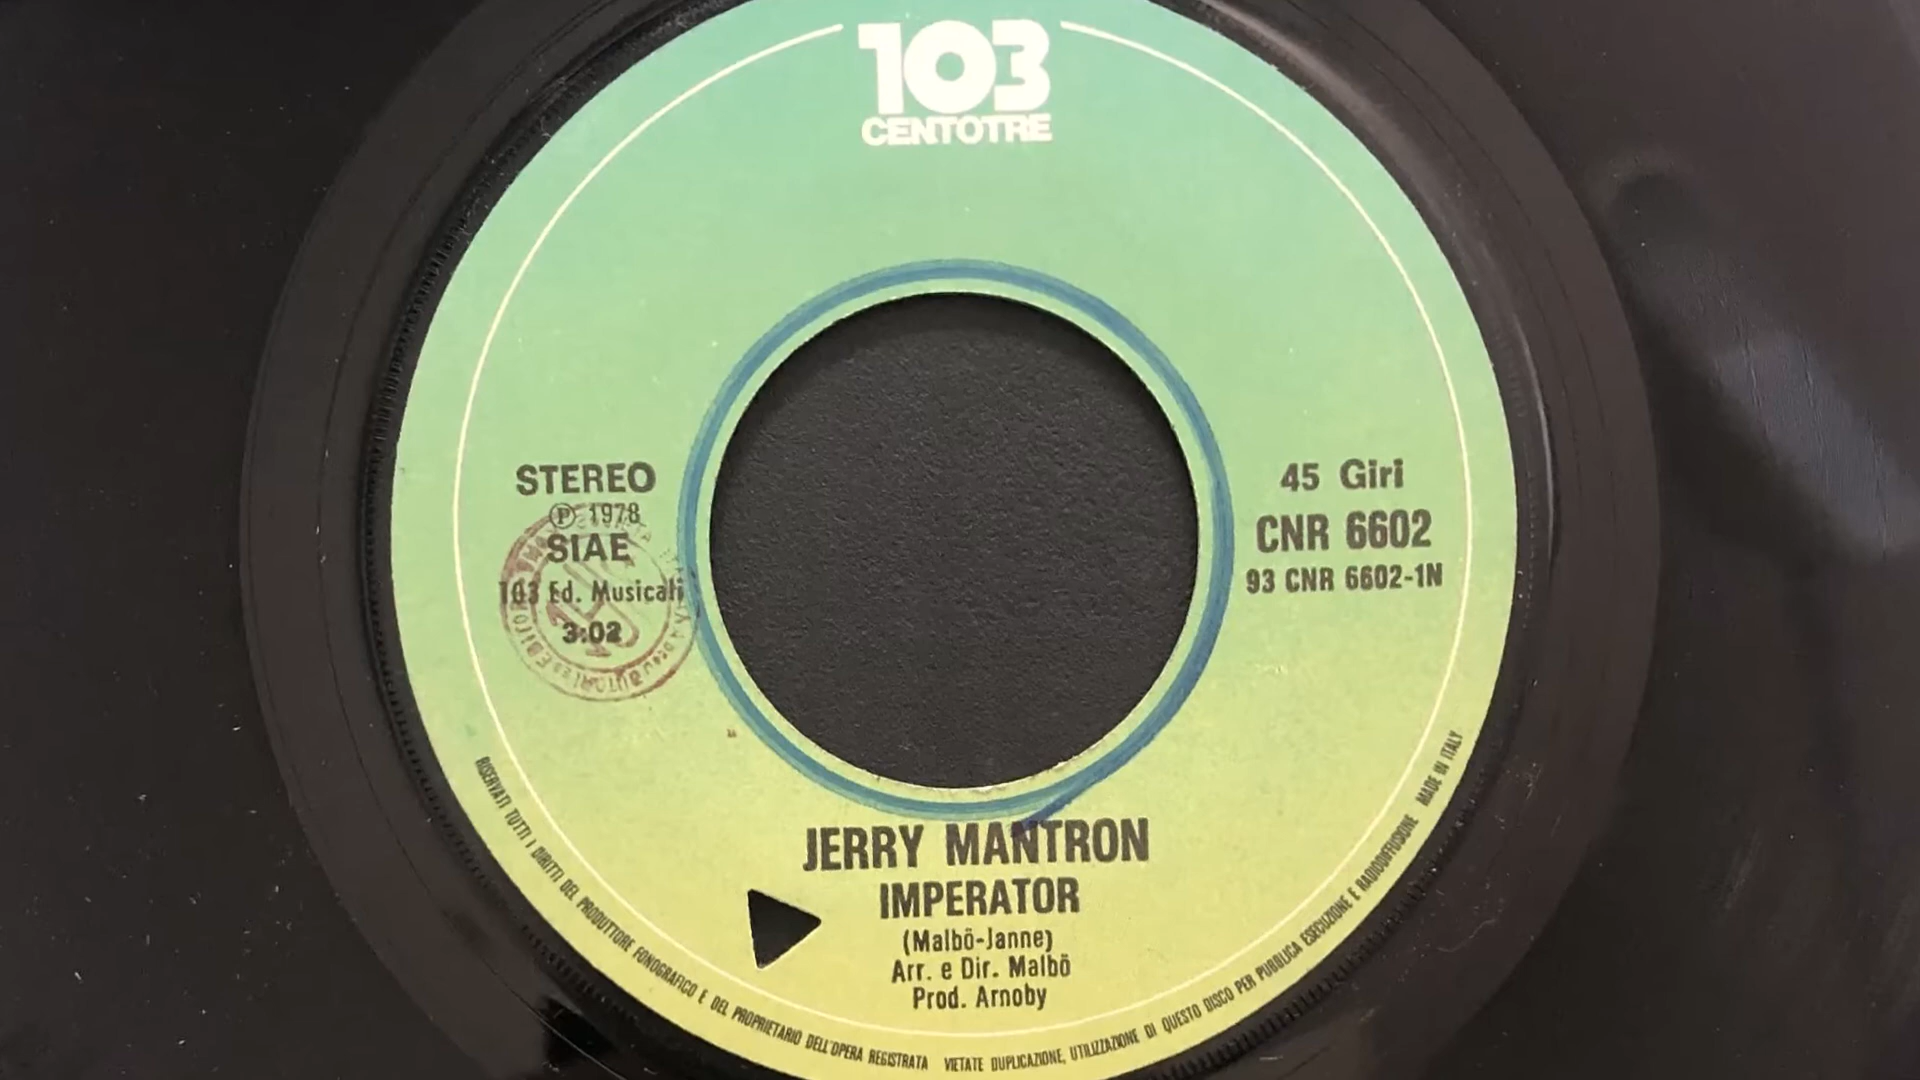 103
CENTOTRE
STEREO
℗ 1978
SIAE
103 Ed. Musicali
3:02
45 Giri
CNR 6602
93 CNR 6602-1N
JERRY MANTRON
IMPERATOR
(Malbö-Janne)
Arr. e Dir. Malbö
Prod. Arnoby
RISERVATI TUTTI I DIRITTI DEL PRODUTTORE FONOGRAFICO E DEL PROPRIETARIO DELL'OPERA REGISTRATA VIETATE DUPLICAZIONE, UTILIZZAZIONE DI QUESTO DISCO PER PUBBLICA ESECUZIONE E RADIODIFFUSIONE MADE IN ITALY